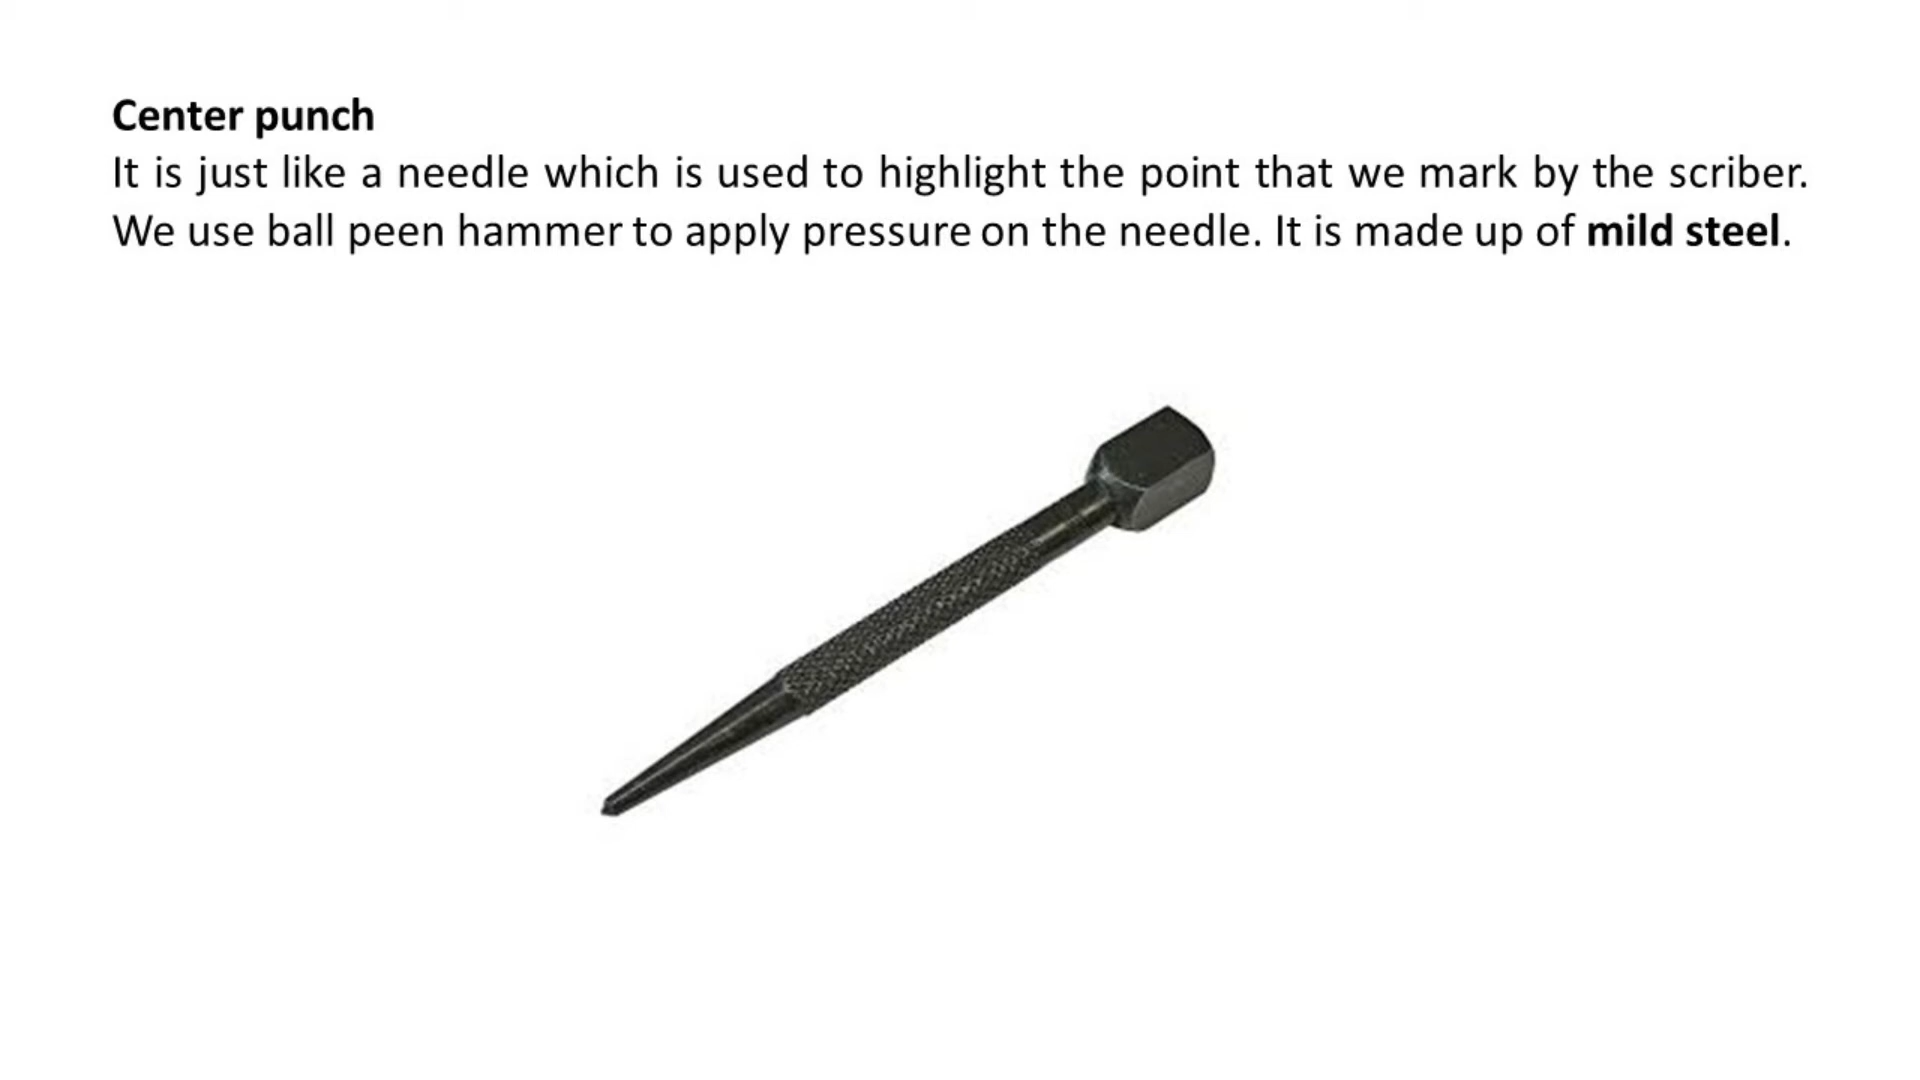 Center punch
It is just like a needle which is used to highlight the point that we mark by the scriber.
We use ball peen hammer to apply pressure on the needle. It is made up of mild steel.